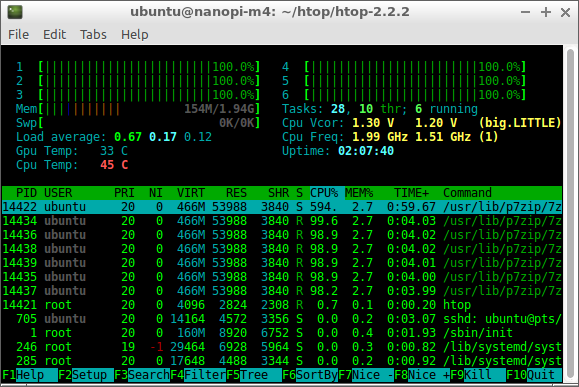 ubuntu@nanopi-m4: ~/htop/htop-2.2.2
File Edit Tabs Help
1 [||||||||||||||||||||||||100.0%] 4 [||||||||||||||||||||||||100.0%]
2 [||||||||||||||||||||||||100.0%] 5 [||||||||||||||||||||||||100.0%]
3 [||||||||||||||||||||||||100.0%] 6 [||||||||||||||||||||||||100.0%]
Mem[||||||||||| 154M/1.94G] Tasks: 28, 10 thr; 6 running
Swp[ 0K/0K] Cpu Vcor: 1.30 V 1.20 V (big.LITTLE)
Load average: 0.67 0.17 0.12 Cpu Freq: 1.99 GHz 1.51 GHz (1)
Gpu Temp: 33 C Uptime: 02:07:40
Cpu Temp: 45 C
PID USER PRI NI VIRT RES SHR S CPU% MEM% TIME+ Command
14422 ubuntu 20 0 466M 53988 3840 S 594. 2.7 0:59.67 /usr/lib/p7zip/7z
14434 ubuntu 20 0 466M 53988 3840 R 99.6 2.7 0:04.03 /usr/lib/p7zip/7z
14436 ubuntu 20 0 466M 53988 3840 R 98.9 2.7 0:04.02 /usr/lib/p7zip/7z
14438 ubuntu 20 0 466M 53988 3840 R 98.9 2.7 0:04.02 /usr/lib/p7zip/7z
14439 ubuntu 20 0 466M 53988 3840 R 98.9 2.7 0:04.01 /usr/lib/p7zip/7z
14435 ubuntu 20 0 466M 53988 3840 R 98.9 2.7 0:04.00 /usr/lib/p7zip/7z
14437 ubuntu 20 0 466M 53988 3840 R 98.2 2.7 0:03.99 /usr/lib/p7zip/7z
14421 root 20 0 4096 2824 2308 R 0.7 0.1 0:00.20 htop
705 ubuntu 20 0 14164 4572 3356 S 0.0 0.2 0:03.07 sshd: ubuntu@pts/
1 root 20 0 160M 8920 6752 S 0.0 0.4 0:01.93 /sbin/init
246 root 19 -1 29464 6928 5964 S 0.0 0.3 0:00.82 /lib/systemd/syst
285 root 20 0 17648 4488 3344 S 0.0 0.2 0:00.92 /lib/systemd/syst
F1Help F2Setup F3Search F4Filter F5Tree F6SortBy F7Nice - F8Nice + F9Kill F10Quit